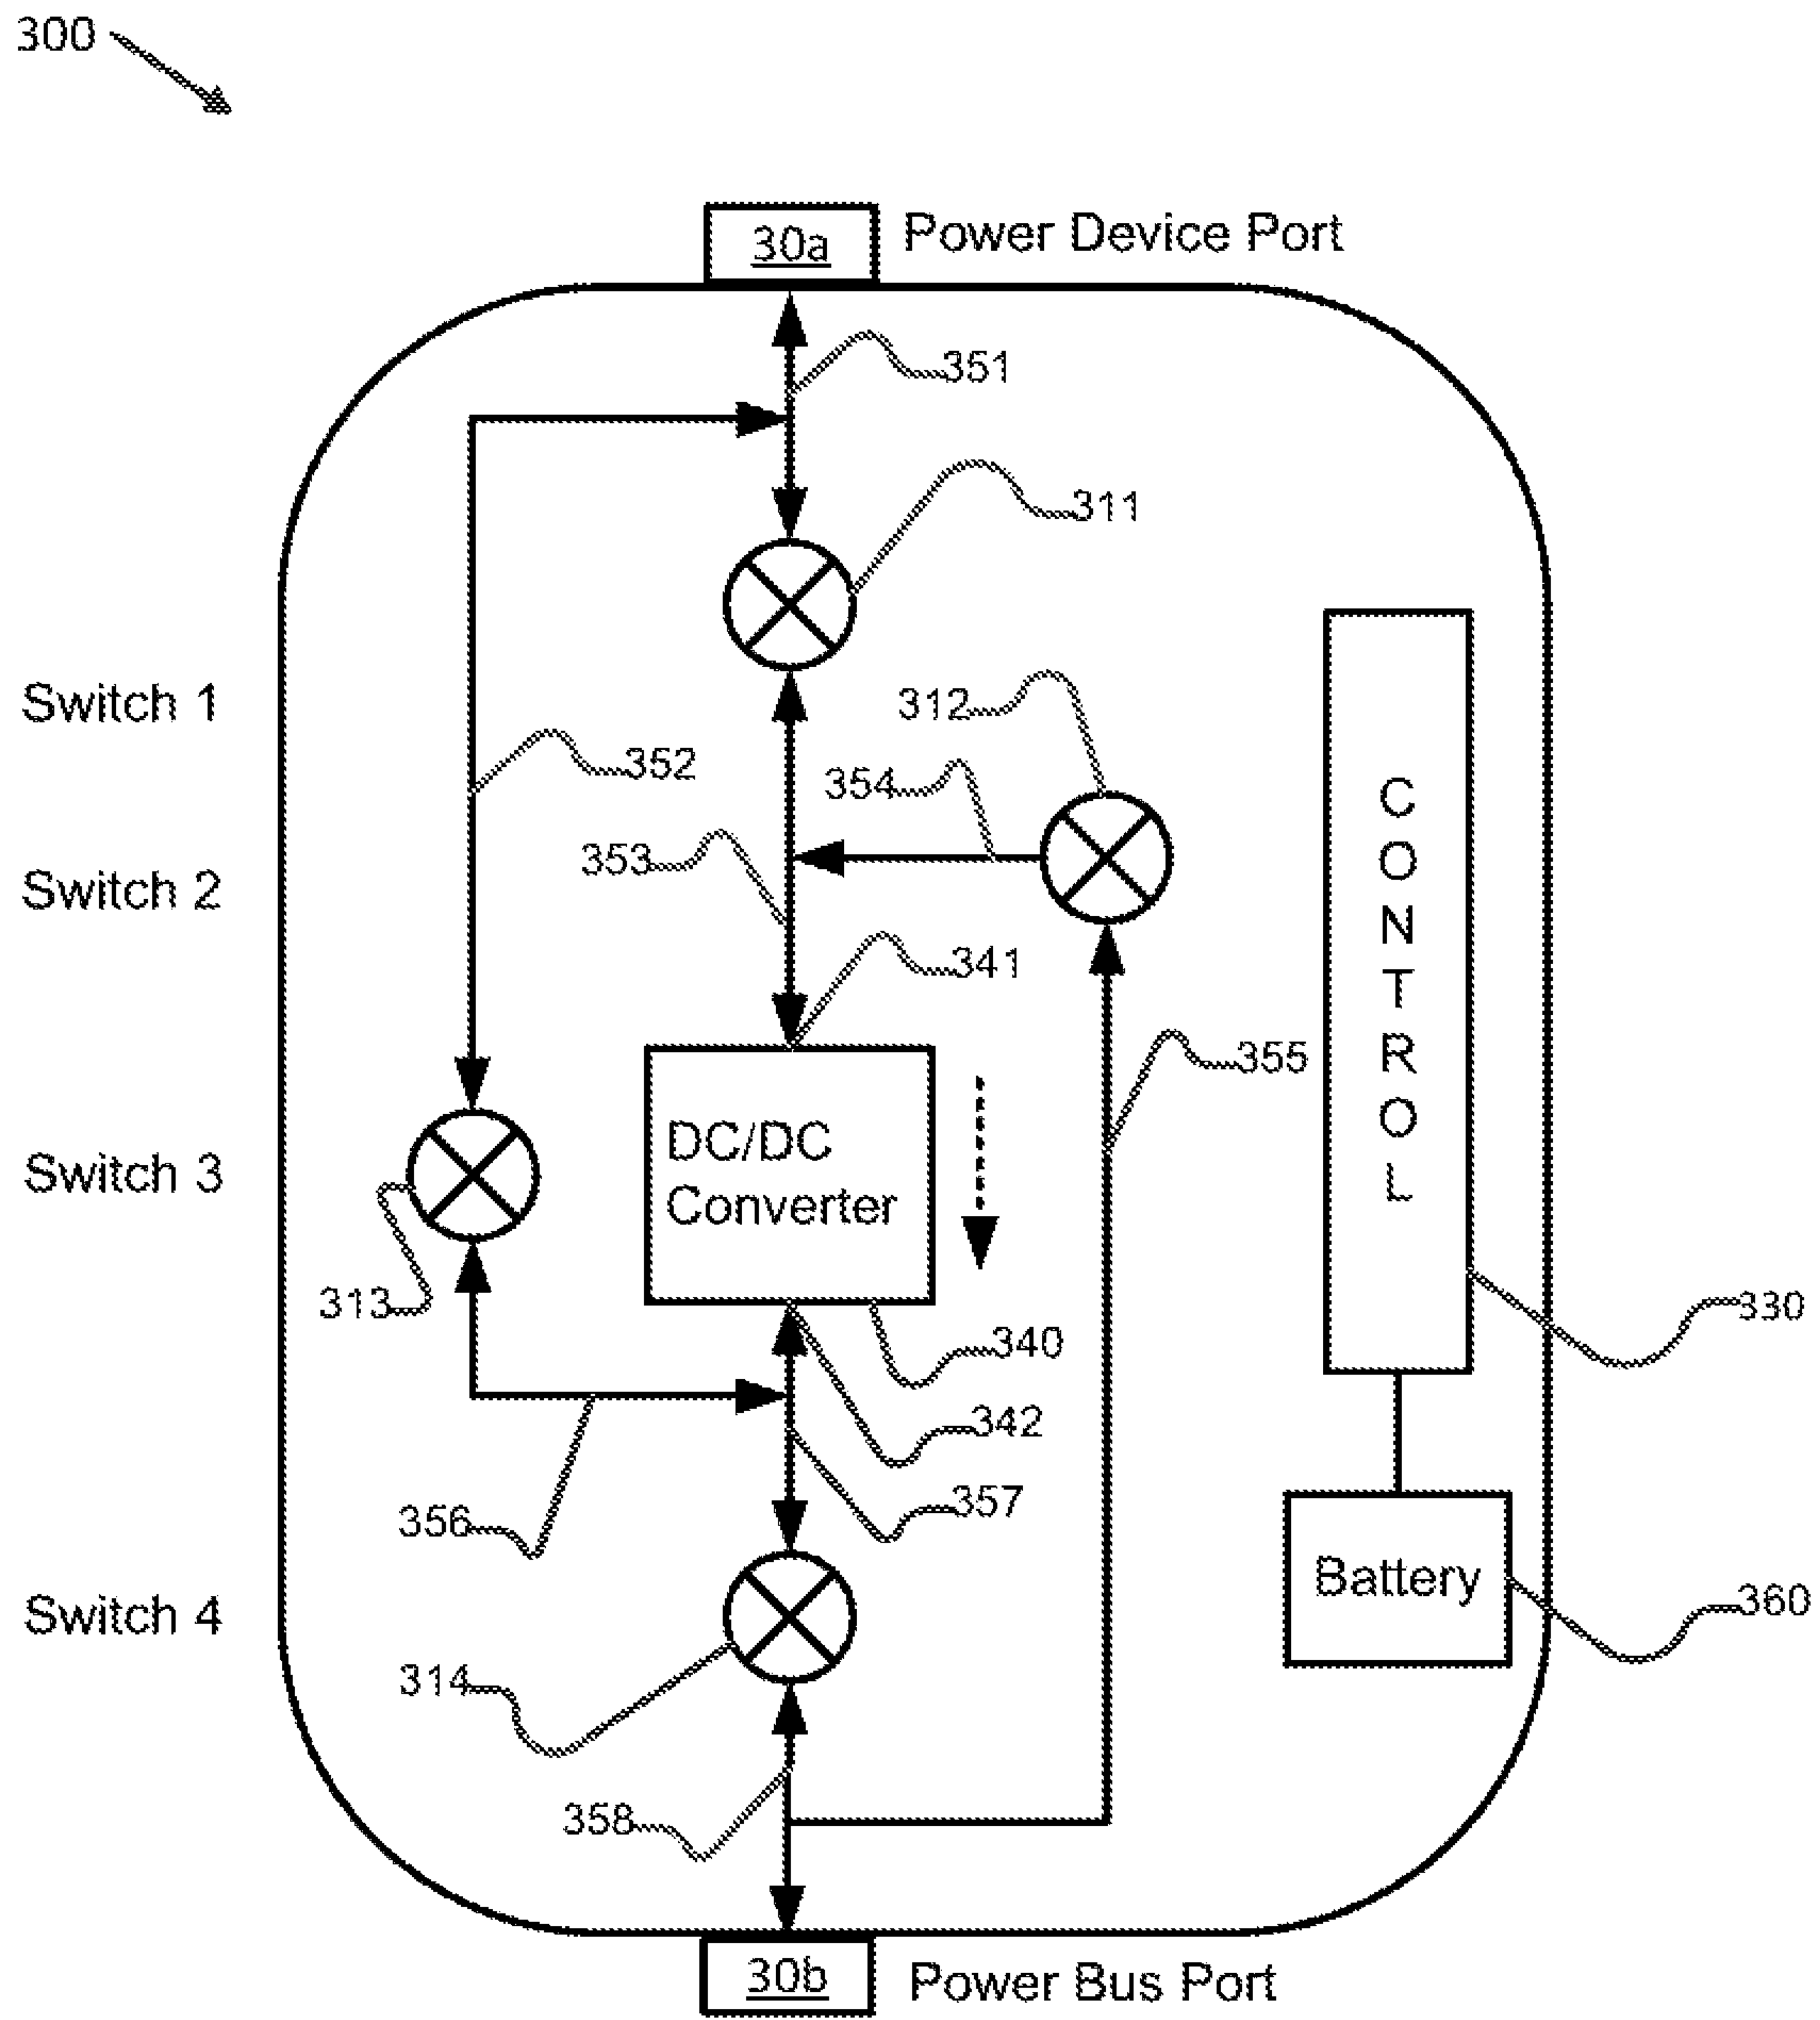 300
30a
Power Device Port
351
311
Switch 1
312
352
354
353
Switch 2
341
355
CONTROL
DC/DC
Converter
Switch 3
313
330
340
342
357
356
Battery
360
Switch 4
314
358
30b
Power Bus Port